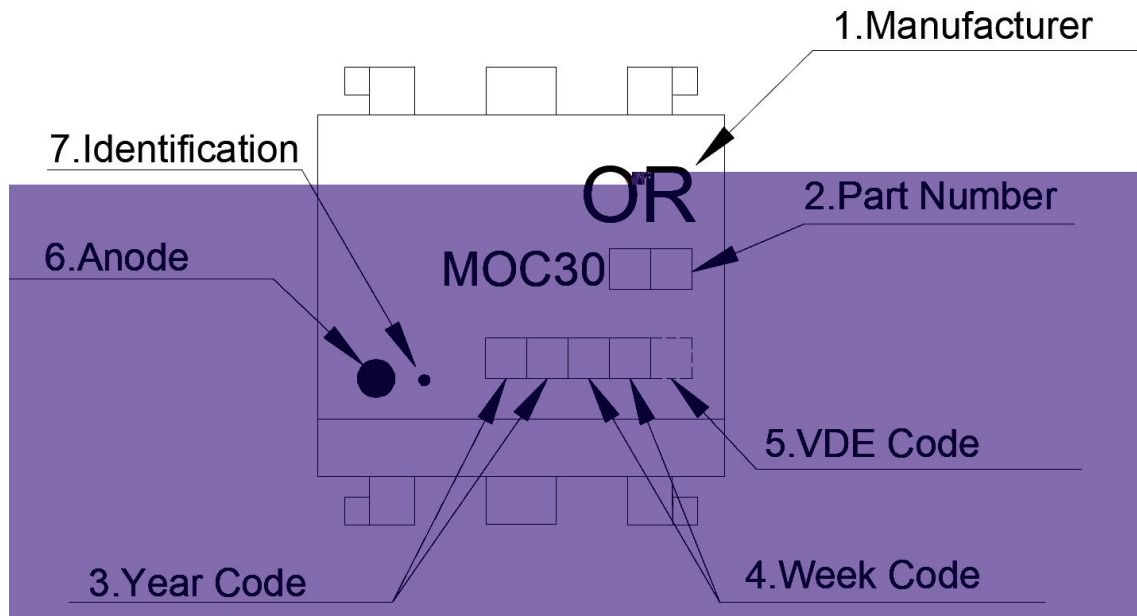 1.Manufacturer
7.Identification
OR
2.Part Number
6.Anode
MOC30
5.VDE Code
3.Year Code
4.Week Code